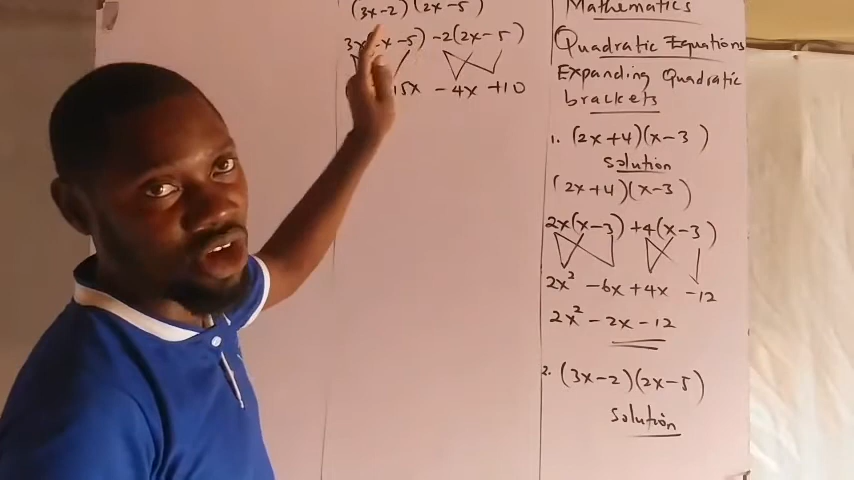 (3x-2)(2x-5)
3x -5) -2(2x-5)
15x - 4x +10
Mathematics
Quadratic Equations
Expanding Quadratic
brackets
1. (2x+4)(x-3)
Solution
(2x+4)(x-3)
2x(x-3) +4(x-3)
2x² -6x +4x -12
2x² - 2x - 12
2. (3x-2)(2x-5)
Solution